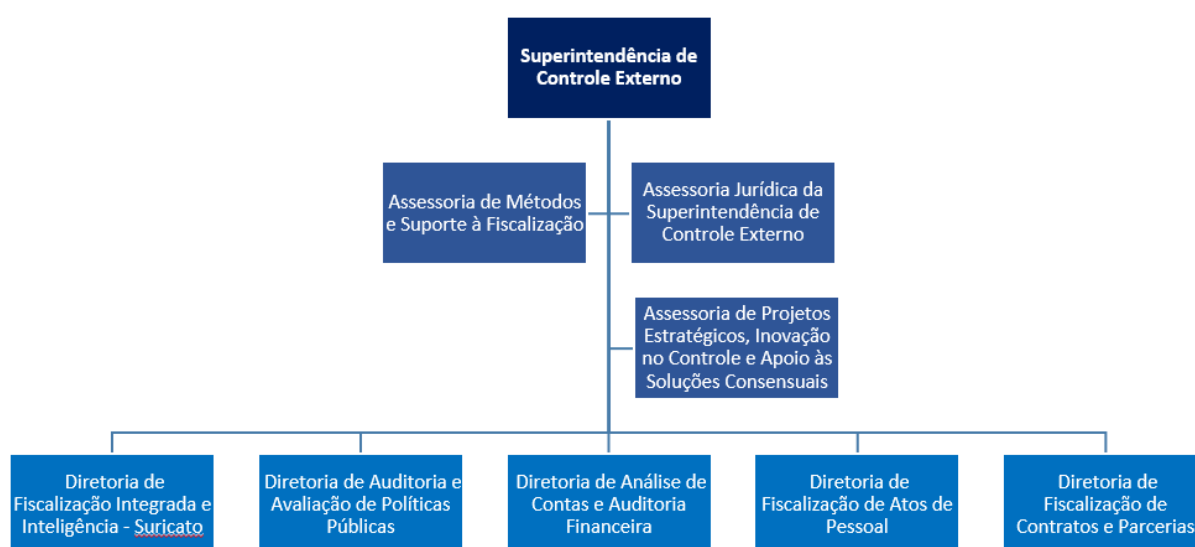 Superintendência de
Controle Externo
Assessoria de Métodos
e Suporte à Fiscalização
Assessoria Jurídica da
Superintendência de
Controle Externo
Assessoria de Projetos
Estratégicos, Inovação
no Controle e Apoio às
Soluções Consensuais
Diretoria de
Fiscalização Integrada e
Inteligência - Suricato
Diretoria de Auditoria e
Avaliação de Políticas
Públicas
Diretoria de Análise de
Contas e Auditoria
Financeira
Diretoria de
Fiscalização de Atos de
Pessoal
Diretoria de
Fiscalização de
Contratos e Parcerias